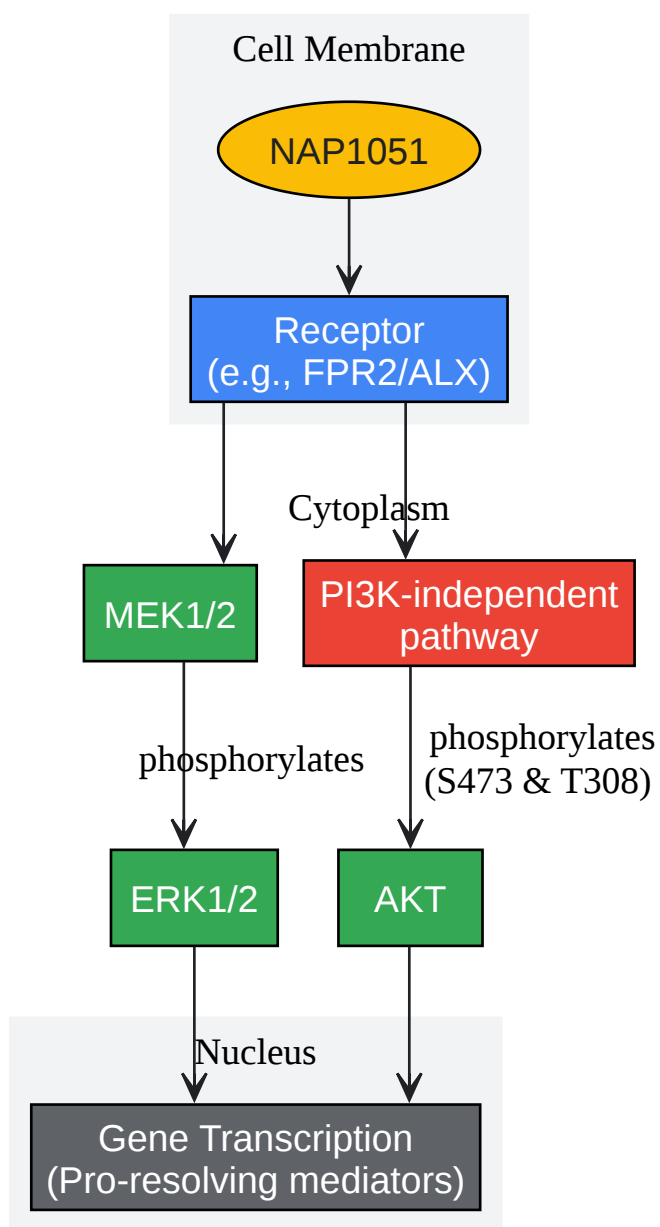 Cell Membrane
NAP1051
Receptor
(e.g., FPR2/ALX)
Cytoplasm
MEK1/2
PI3K-independent
pathway
phosphorylates
phosphorylates
(S473 & T308)
ERK1/2
AKT
Nucleus
Gene Transcription
(Pro-resolving mediators)